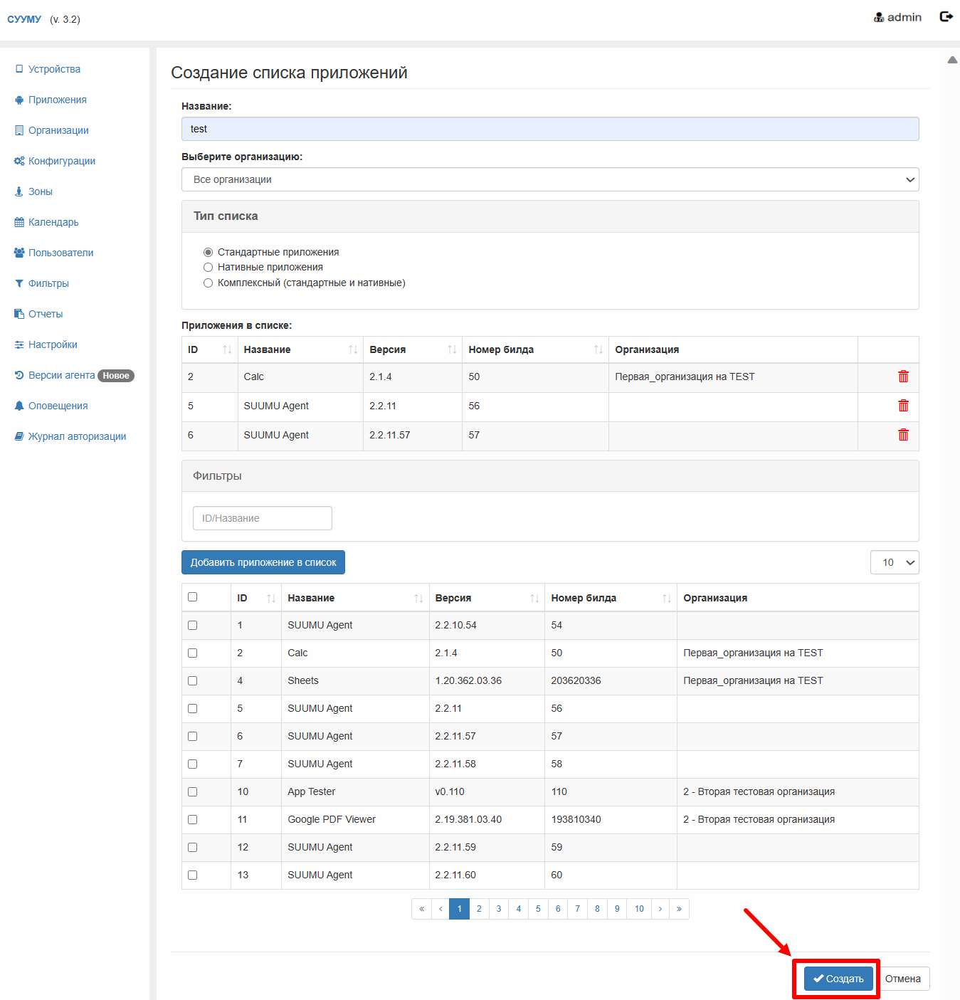 СУУМУ (v. 3.2)
admin
Устройства
Приложения
Организации
Конфигурации
Зоны
Календарь
Пользователи
Фильтры
Отчеты
Настройки
Версии агента Новое
Оповещения
Журнал авторизации
Создание списка приложений
Название:
test
Выберите организацию:
Все организации
Тип списка
Стандартные приложения
Нативные приложения
Комплексный (стандартные и нативные)
Приложения в списке:
ID Название Версия Номер билда Организация
2 Calc 2.1.4 50 Первая_организация на TEST
5 SUUMU Agent 2.2.11 56
6 SUUMU Agent 2.2.11.57 57
Фильтры
ID/Название
Добавить приложение в список 10
ID Название Версия Номер билда Организация
1 SUUMU Agent 2.2.10.54 54
2 Calc 2.1.4 50 Первая_организация на TEST
4 Sheets 1.20.362.03.36 203620336 Первая_организация на TEST
5 SUUMU Agent 2.2.11 56
6 SUUMU Agent 2.2.11.57 57
7 SUUMU Agent 2.2.11.58 58
10 App Tester v0.110 110 2 - Вторая тестовая организация
11 Google PDF Viewer 2.19.381.03.40 193810340 2 - Вторая тестовая организация
12 SUUMU Agent 2.2.11.59 59
13 SUUMU Agent 2.2.11.60 60
« ‹ 1 2 3 4 5 6 7 8 9 10 › »
Создать Отмена